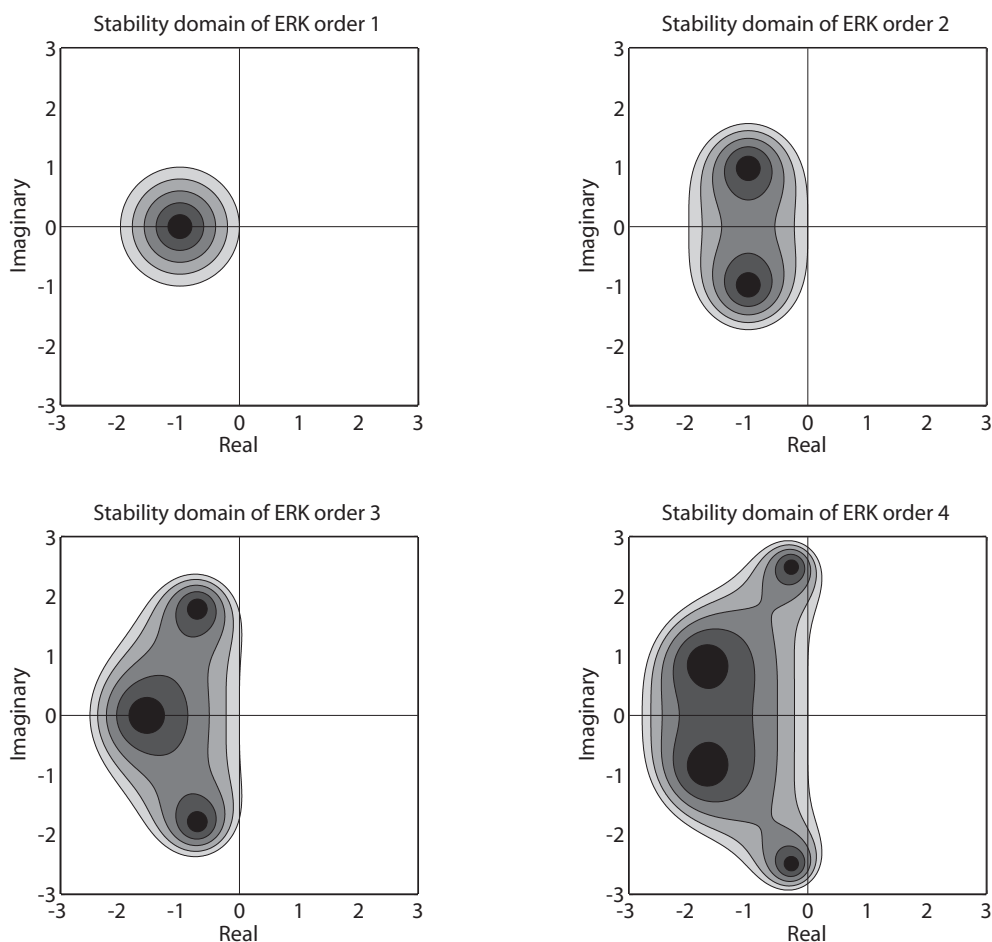 Stability domain of ERK order 1
3
2
1
0
-1
-2
-3
Imaginary
-3 -2 -1 0 1 2 3
Real
Stability domain of ERK order 2
3
2
1
0
-1
-2
-3
Imaginary
-3 -2 -1 0 1 2 3
Real
Stability domain of ERK order 3
3
2
1
0
-1
-2
-3
Imaginary
-3 -2 -1 0 1 2 3
Real
Stability domain of ERK order 4
3
2
1
0
-1
-2
-3
Imaginary
-3 -2 -1 0 1 2 3
Real